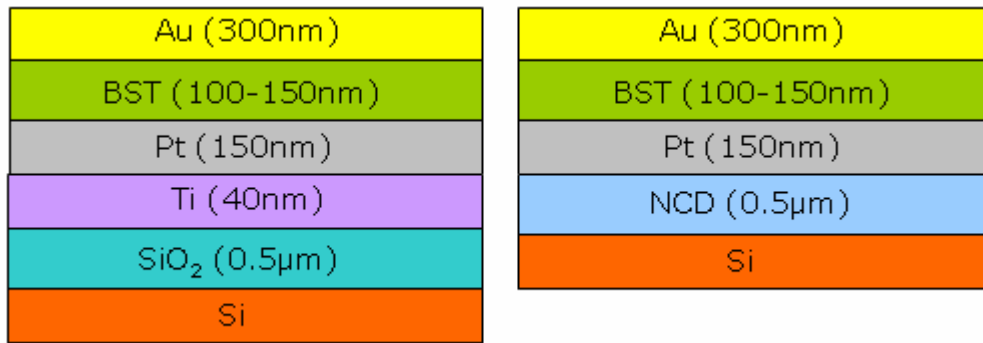 Au (300nm)
BST (100-150nm)
Pt (150nm)
Ti (40nm)
SiO₂ (0.5µm)
Si
Au (300nm)
BST (100-150nm)
Pt (150nm)
NCD (0.5µm)
Si